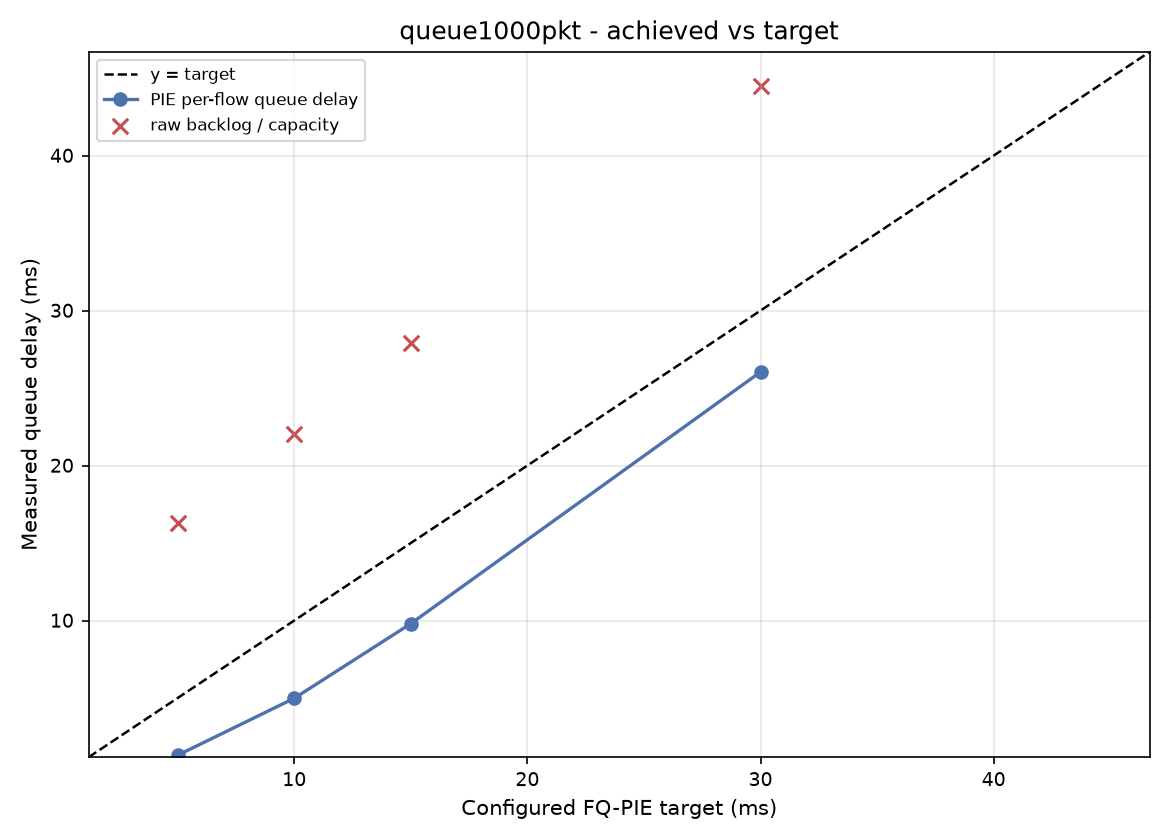 queue1000pkt - achieved vs target
y = target
PIE per-flow queue delay
raw backlog / capacity
Measured queue delay (ms)
40
30
20
10
10
20
30
40
Configured FQ-PIE target (ms)